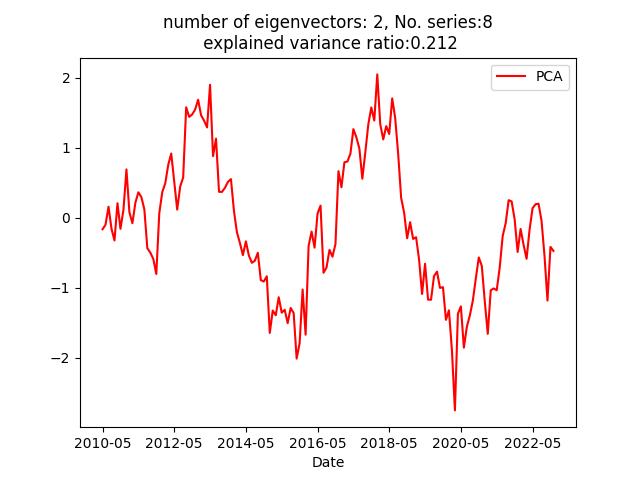 number of eigenvectors: 2, No. series:8
explained variance ratio:0.212
PCA
2
1
0
−1
−2
2010-05 2012-05 2014-05 2016-05 2018-05 2020-05 2022-05
Date